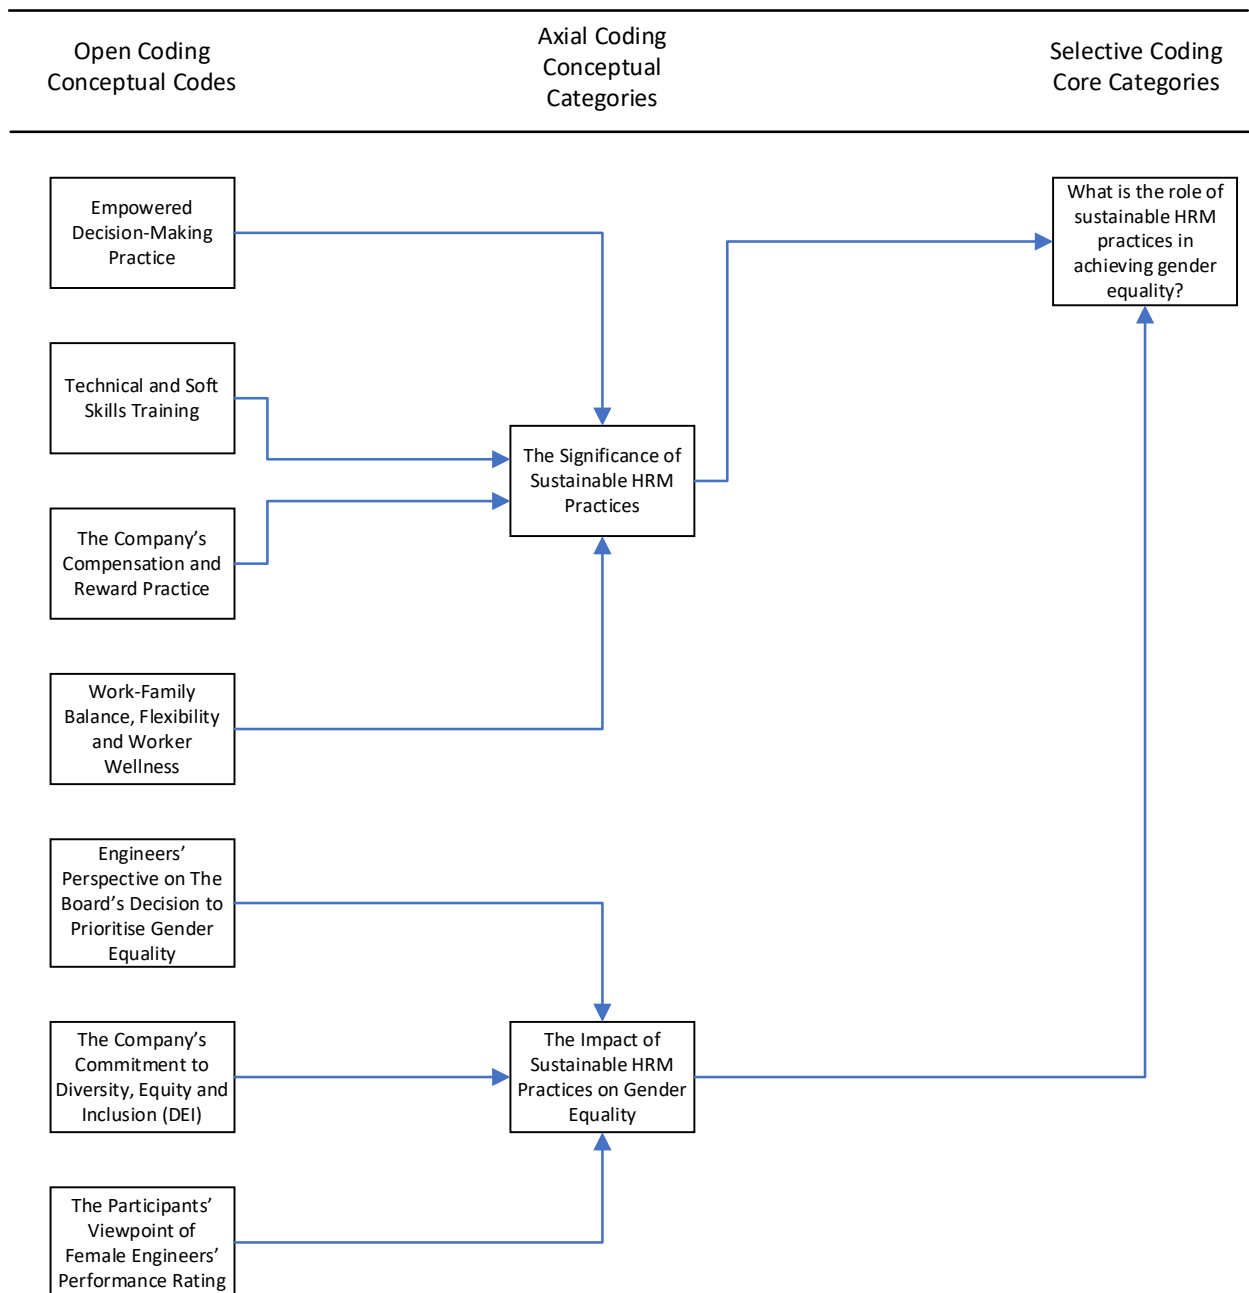 Open Coding
Conceptual Codes
Axial Coding
Conceptual
Categories
Selective Coding
Core Categories
Empowered
Decision-Making
Practice
What is the role of
sustainable HRM
practices in
achieving gender
equality?
Technical and Soft
Skills Training
The Significance of
Sustainable HRM
Practices
The Company’s
Compensation and
Reward Practice
Work-Family
Balance, Flexibility
and Worker
Wellness
Engineers’
Perspective on The
Board’s Decision to
Prioritise Gender
Equality
The Company’s
Commitment to
Diversity, Equity and
Inclusion (DEI)
The Impact of
Sustainable HRM
Practices on Gender
Equality
The Participants’
Viewpoint of
Female Engineers’
Performance Rating